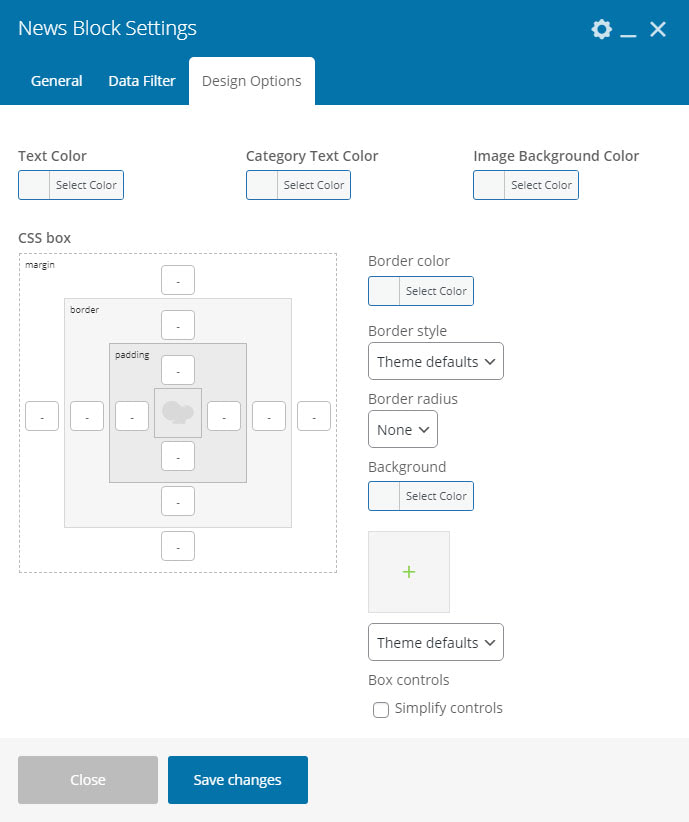 News Block Settings
General Data Filter Design Options
Text Color Category Text Color Image Background Color
Select Color Select Color Select Color
CSS box
margin
-
border
-
padding
-
- - - - - -
-
-
-
Border color
Select Color
Border style
Theme defaults
Border radius
None
Background
Select Color
+
Theme defaults
Box controls
Simplify controls
Close Save changes